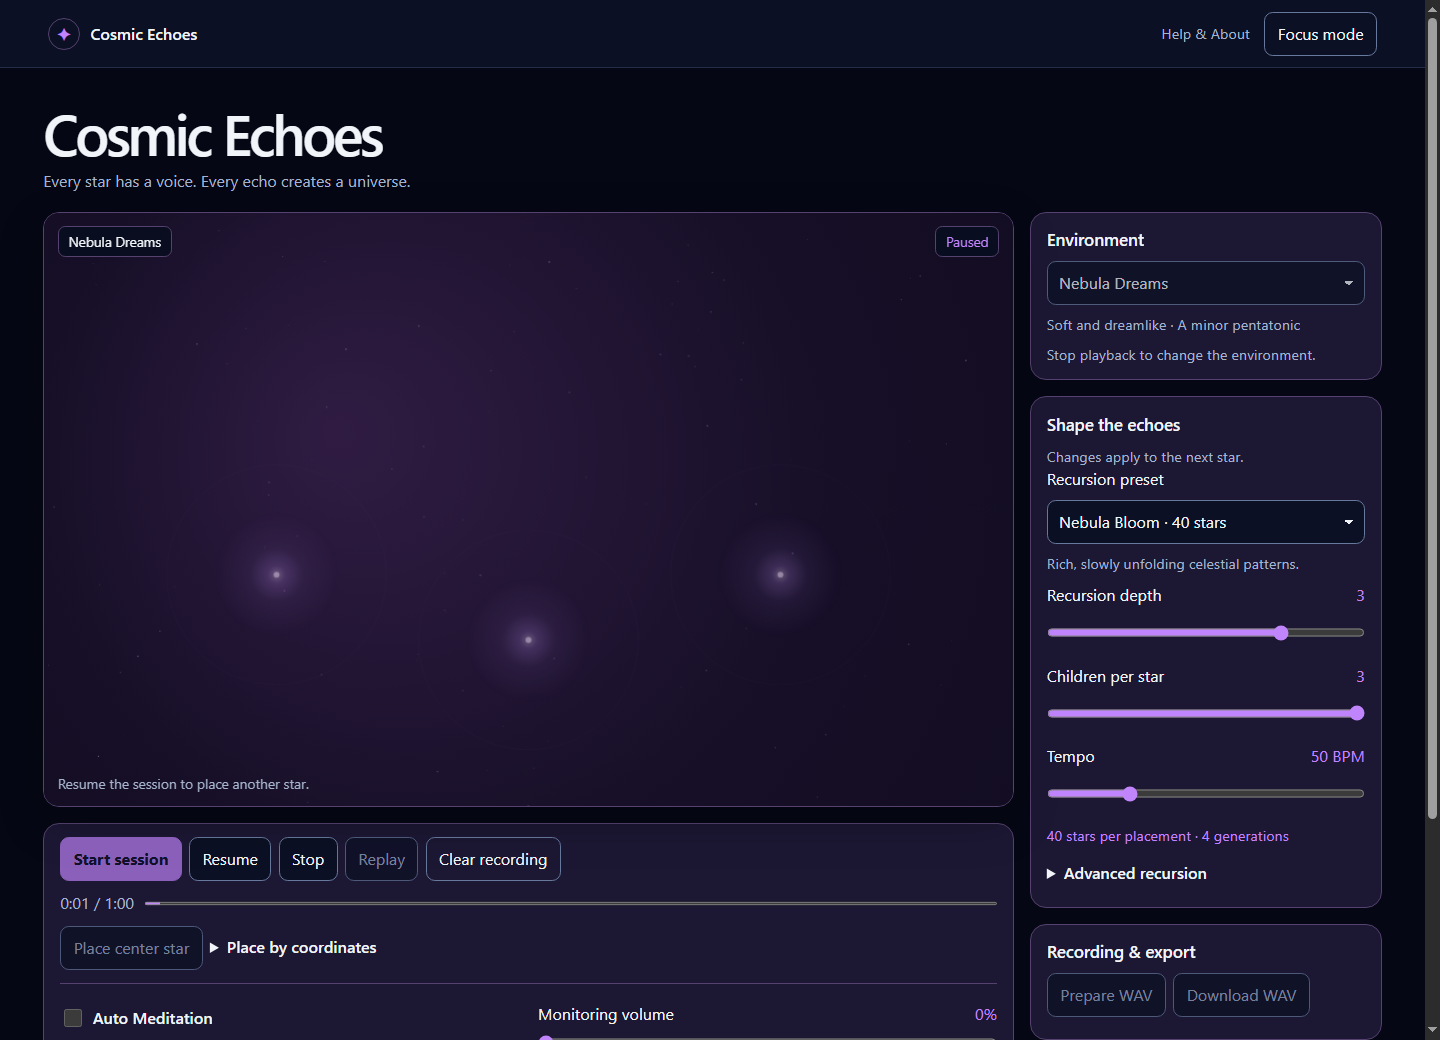 Cosmic Echoes
Help & About
Focus mode
Cosmic Echoes
Every star has a voice. Every echo creates a universe.
Nebula Dreams
Paused
Resume the session to place another star.
Start session
Resume
Stop
Replay
Clear recording
0:01 / 1:00
Place center star
Place by coordinates
Auto Meditation
Monitoring volume
0%
Environment
Nebula Dreams
Soft and dreamlike · A minor pentatonic
Stop playback to change the environment.
Shape the echoes
Changes apply to the next star.
Recursion preset
Nebula Bloom · 40 stars
Rich, slowly unfolding celestial patterns.
Recursion depth
3
Children per star
3
Tempo
50 BPM
40 stars per placement · 4 generations
Advanced recursion
Recording & export
Prepare WAV
Download WAV